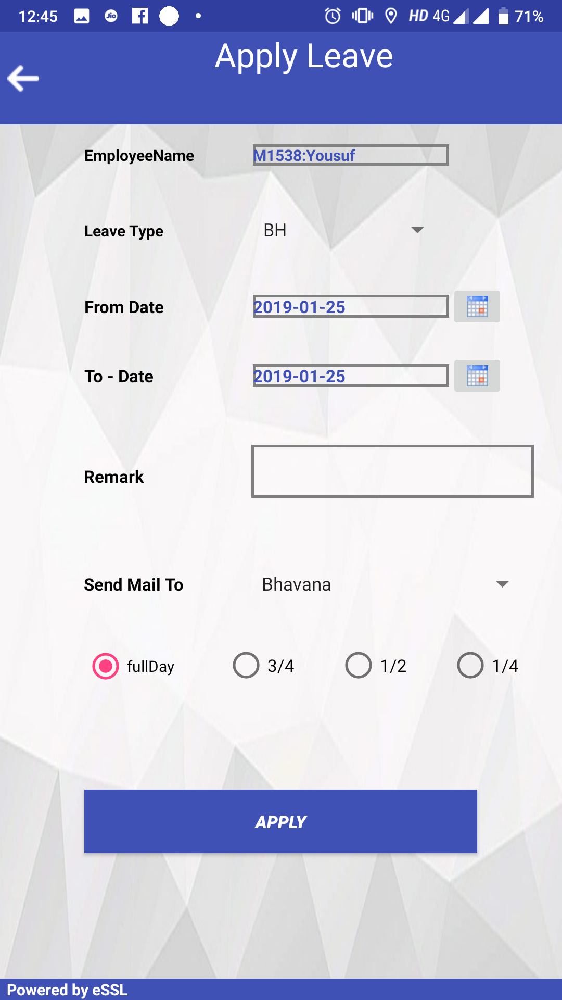 12:45 Jio HD 4G 71%
Apply Leave
EmployeeName M1538:Yousuf
Leave Type BH
From Date 2019-01-25
To - Date 2019-01-25
Remark
Send Mail To Bhavana
fullDay 3/4 1/2 1/4
APPLY
Powered by eSSL